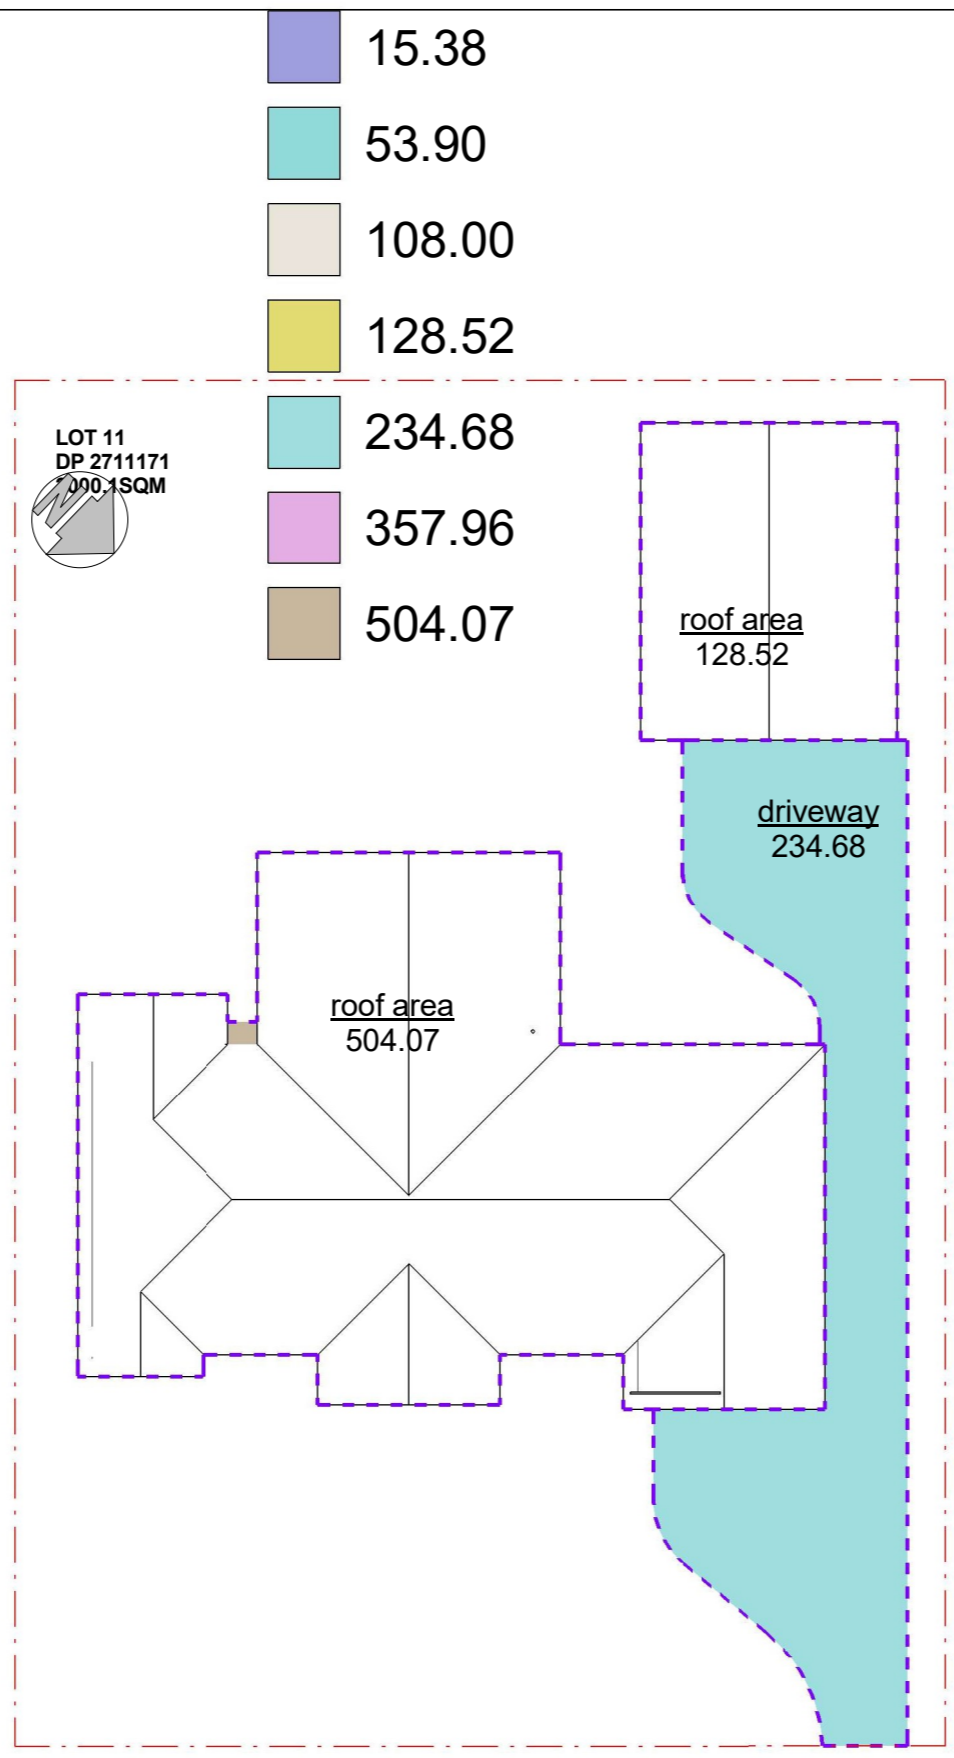 15.38
53.90
108.00
128.52
234.68
357.96
504.07
LOT 11
DP 2711171
SQM
N
roof area
128.52
driveway
234.68
roof area
504.07